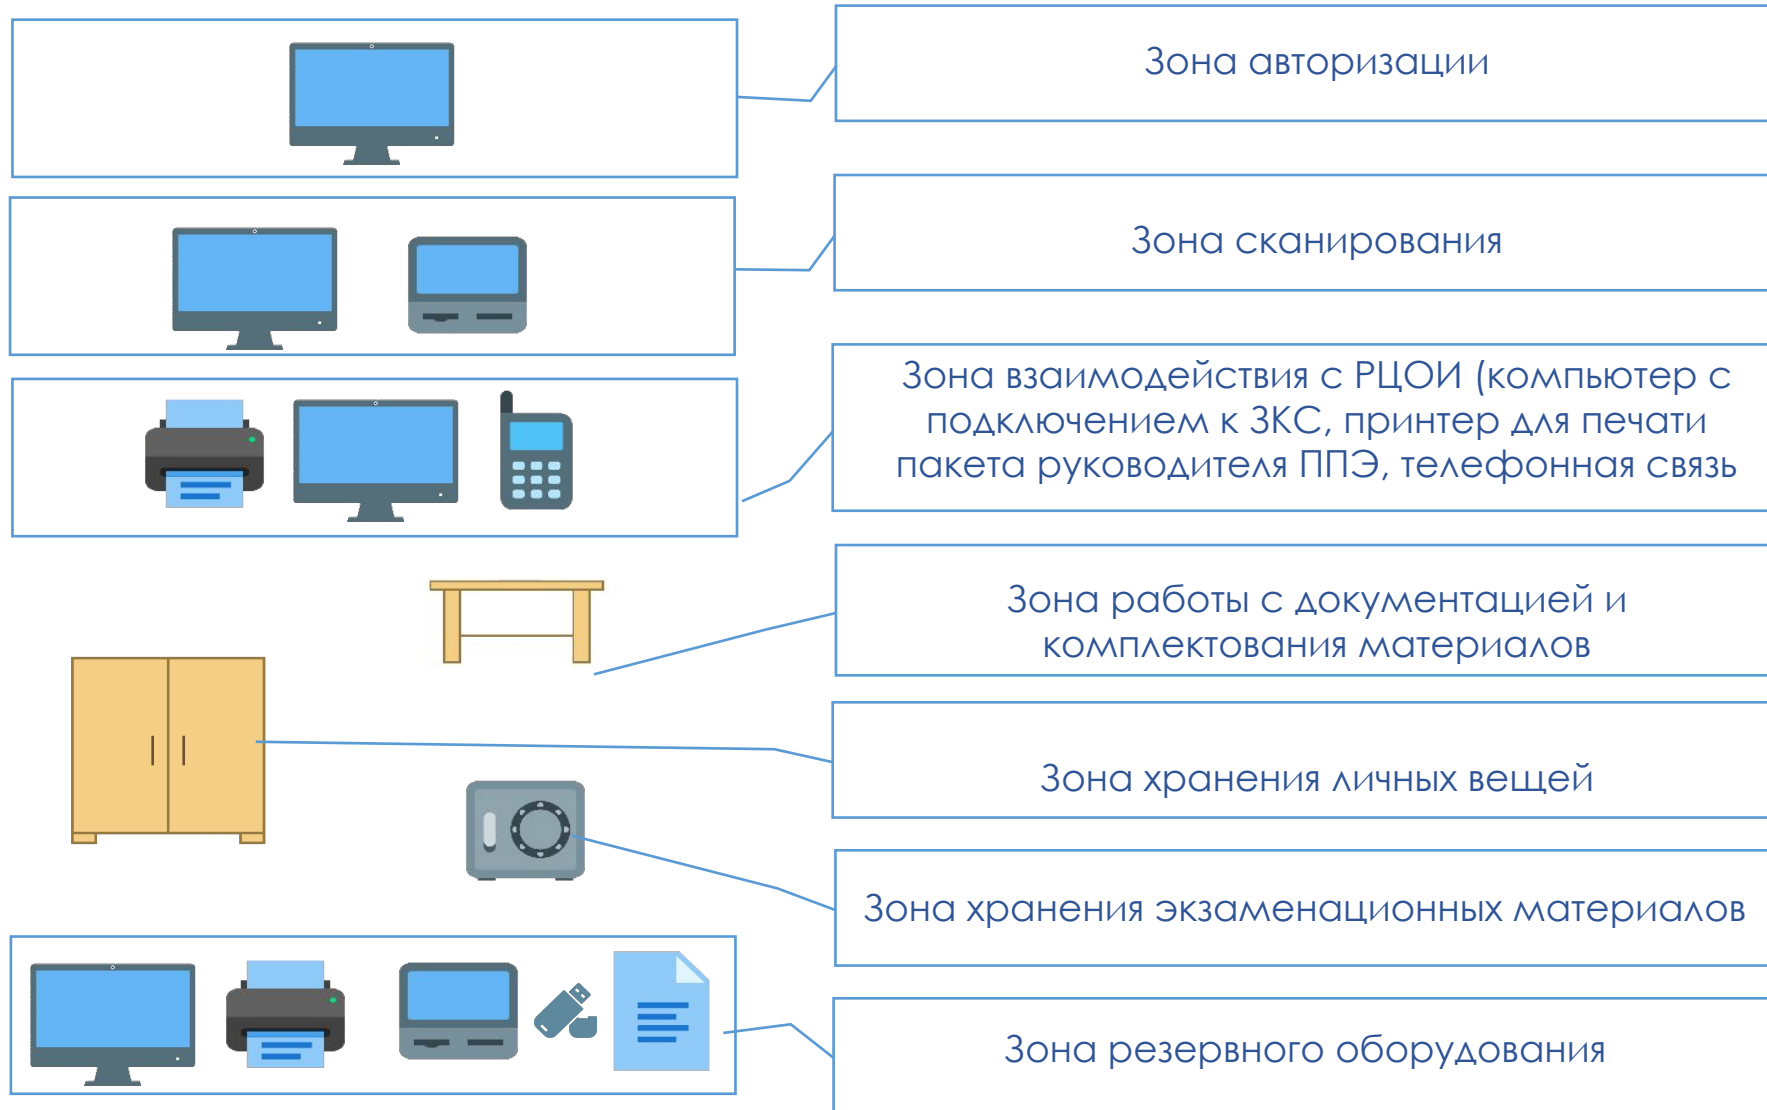 Зона авторизации
Зона сканирования
Зона взаимодействия с РЦОИ (компьютер с
подключением к ЗКС, принтер для печати
пакета руководителя ППЭ, телефонная связь
Зона работы с документацией и
комплектования материалов
Зона хранения личных вещей
Зона хранения экзаменационных материалов
Зона резервного оборудования